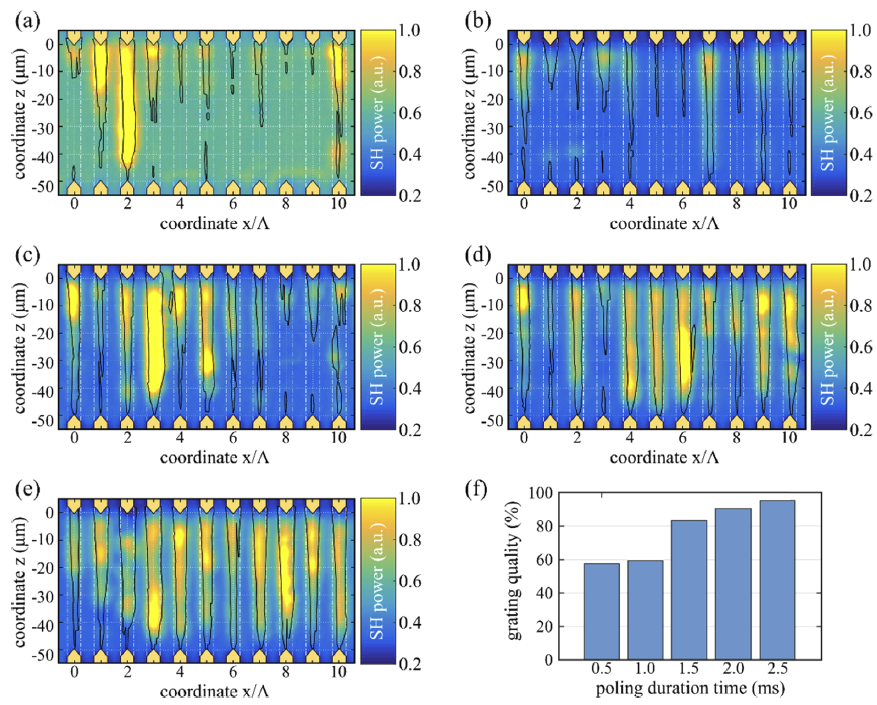 (a)
0
-10
-20
-30
-40
-50
coordinate z (μm)
0 2 4 6 8 10
coordinate x/Λ
1.0
0.8
0.6
0.4
0.2
SH power (a.u.)
(b)
0
-10
-20
-30
-40
-50
coordinate z (μm)
0 2 4 6 8 10
coordinate x/Λ
1.0
0.8
0.6
0.4
0.2
SH power (a.u.)
(c)
0
-10
-20
-30
-40
-50
coordinate z (μm)
0 2 4 6 8 10
coordinate x/Λ
1.0
0.8
0.6
0.4
0.2
SH power (a.u.)
(d)
0
-10
-20
-30
-40
-50
coordinate z (μm)
0 2 4 6 8 10
coordinate x/Λ
1.0
0.8
0.6
0.4
0.2
SH power (a.u.)
(e)
0
-10
-20
-30
-40
-50
coordinate z (μm)
0 2 4 6 8 10
coordinate x/Λ
1.0
0.8
0.6
0.4
0.2
SH power (a.u.)
(f)
100
80
60
40
20
0
grating quality (%)
0.5 1.0 1.5 2.0 2.5
poling duration time (ms)